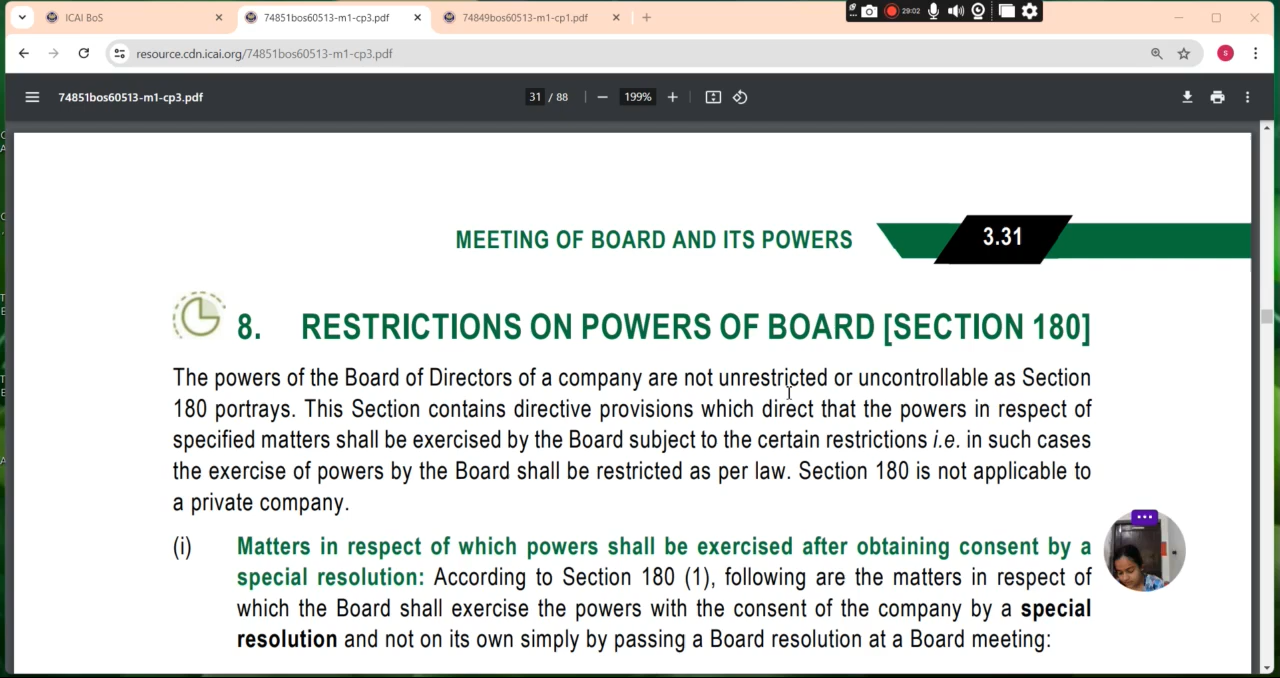 ICAI BoS
74851bos60513-m1-cp3.pdf
74849bos60513-m1-cp1.pdf
29:02
resource.cdn.icai.org/74851bos60513-m1-cp3.pdf
S
74851bos60513-m1-cp3.pdf
31 / 88
199%
MEETING OF BOARD AND ITS POWERS
3.31
8. RESTRICTIONS ON POWERS OF BOARD [SECTION 180]
The powers of the Board of Directors of a company are not unrestricted or uncontrollable as Section
180 portrays. This Section contains directive provisions which direct that the powers in respect of
specified matters shall be exercised by the Board subject to the certain restrictions i.e. in such cases
the exercise of powers by the Board shall be restricted as per law. Section 180 is not applicable to
a private company.
(i) Matters in respect of which powers shall be exercised after obtaining consent by a
special resolution: According to Section 180 (1), following are the matters in respect of
which the Board shall exercise the powers with the consent of the company by a special
resolution and not on its own simply by passing a Board resolution at a Board meeting: